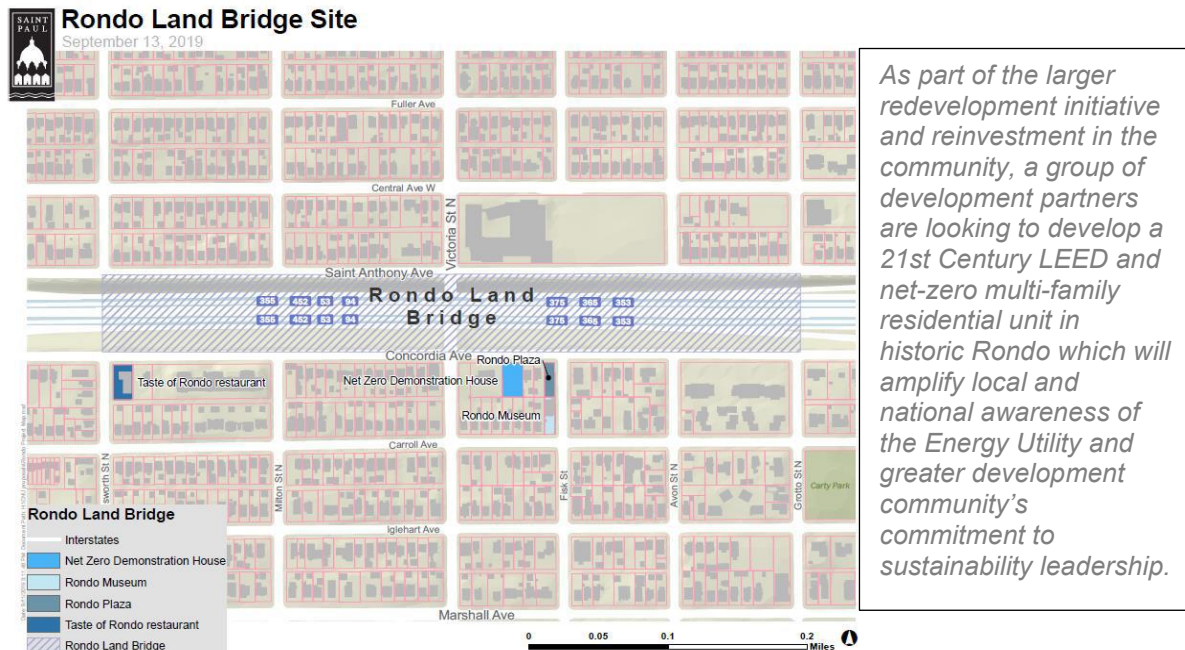 SAINT
PAUL
Rondo Land Bridge Site
September 13, 2019
Fuller Ave
Central Ave W
Victoria St N
Saint Anthony Ave
Rondo Land
Bridge
355 452 53 94
375 365 353
355 452 53 94
375 365 353
Concordia Ave
Rondo Plaza
Taste of Rondo restaurant
Net Zero Demonstration House
Rondo Museum
Carroll Ave
sworth St N
Milton St N
Fisk St
Avon St N
Grotto St N
Carty Park
Iglehart Ave
Marshall Ave
Rondo Land Bridge
Interstates
Net Zero Demonstration House
Rondo Museum
Rondo Plaza
Taste of Rondo restaurant
Rondo Land Bridge
0 0.05 0.1 0.2
Miles
As part of the larger
redevelopment initiative
and reinvestment in the
community, a group of
development partners
are looking to develop a
21st Century LEED and
net-zero multi-family
residential unit in
historic Rondo which will
amplify local and
national awareness of
the Energy Utility and
greater development
community's
commitment to
sustainability leadership.